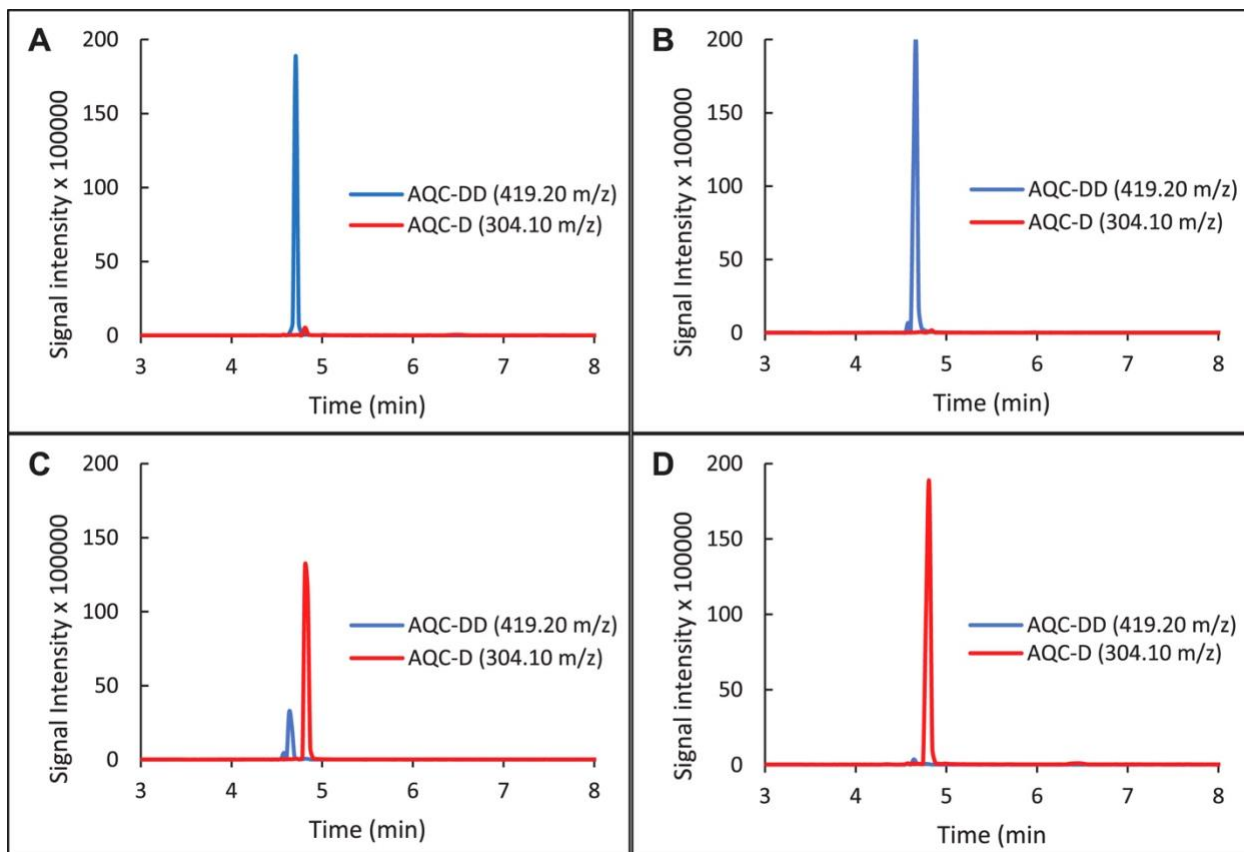 A
Signal intensity x 100000
200
150
100
50
0
3 4 5 6 7 8
Time (min)
AQC-DD (419.20 m/z)
AQC-D (304.10 m/z)
B
Signal Intensity x 100000
200
150
100
50
0
3 4 5 6 7 8
Time (min)
AQC-DD (419.20 m/z)
AQC-D (304.10 m/z)
C
Signal Intensity x 100000
200
150
100
50
0
3 4 5 6 7 8
Time (min)
AQC-DD (419.20 m/z)
AQC-D (304.10 m/z)
D
Signal intensity x 100000
200
150
100
50
0
3 4 5 6 7 8
Time (min
AQC-DD (419.20 m/z)
AQC-D (304.10 m/z)